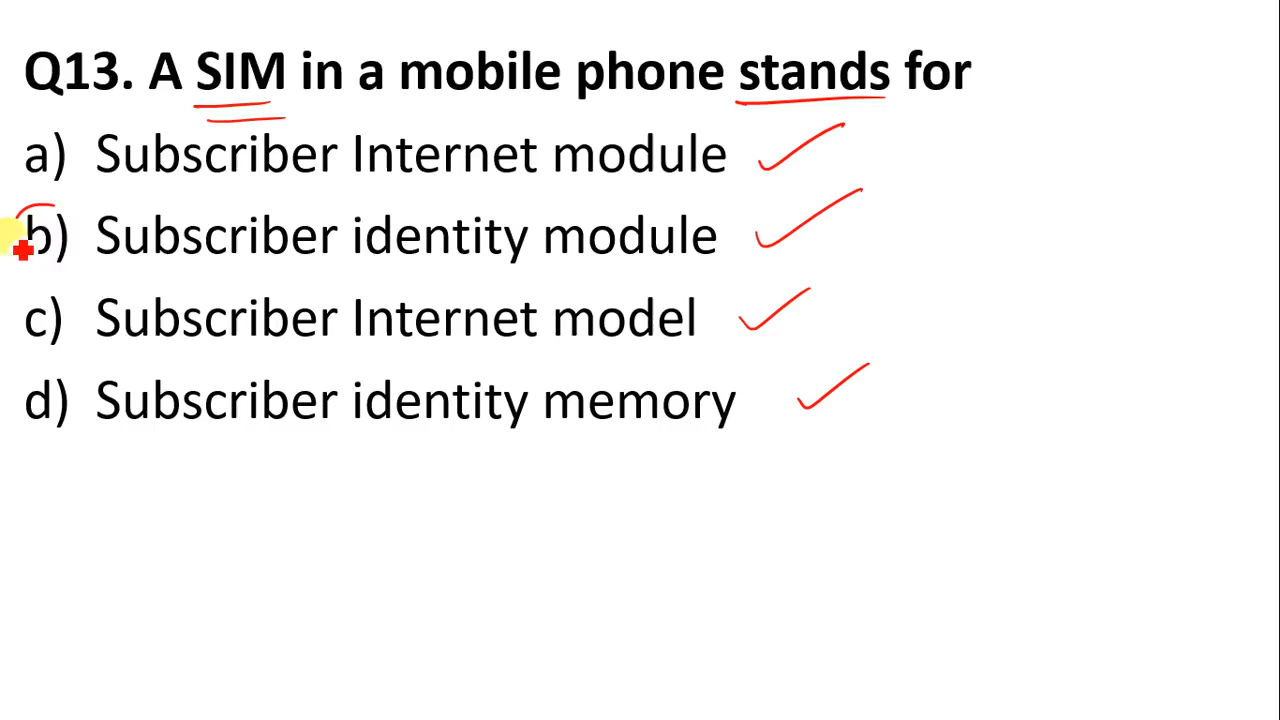 Q13. A SIM in a mobile phone stands for
a) Subscriber Internet module
b) Subscriber identity module
c) Subscriber Internet model
d) Subscriber identity memory